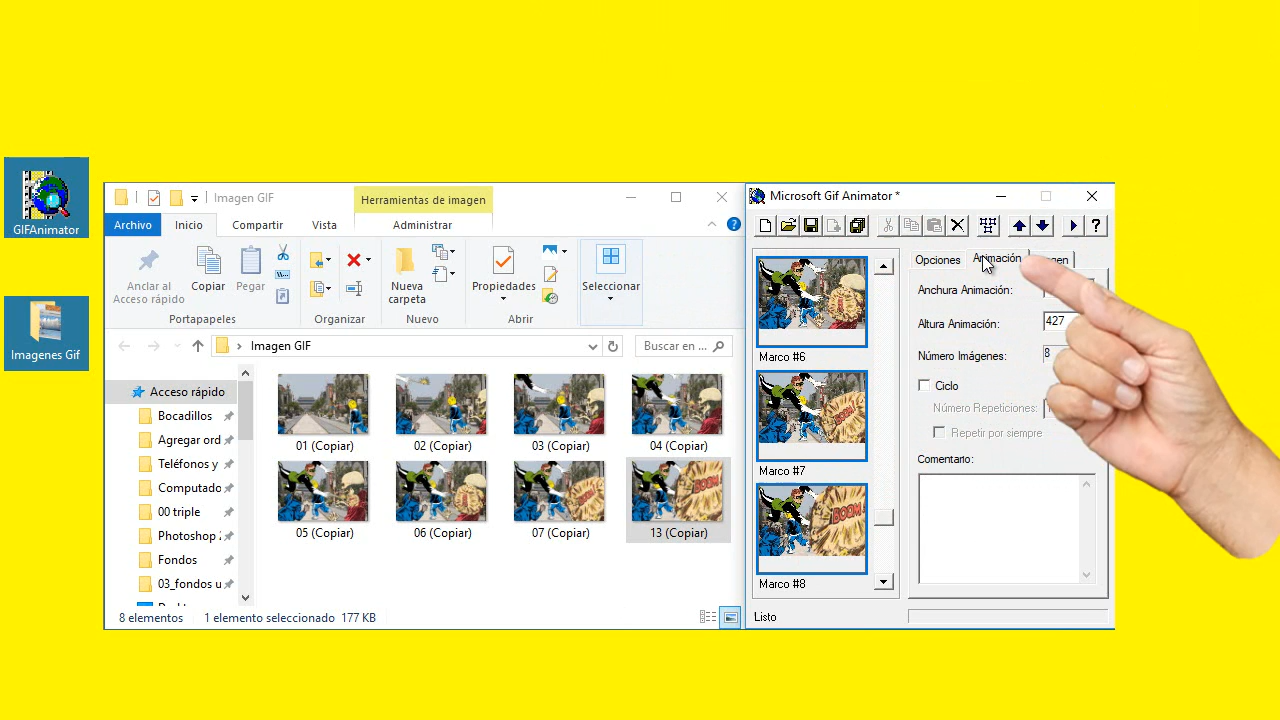 GIFAnimator
Imagenes Gif
Imagen GIF
Herramientas de imagen
Archivo
Inicio
Compartir
Vista
Administrar
Anclar al
Acceso rápido
Copiar
Pegar
Nueva
carpeta
Propiedades
Seleccionar
Portapapeles
Organizar
Nuevo
Abrir
Imagen GIF
Buscar en ...
Acceso rápido
Bocadillos
Agregar ord
Teléfonos y
Computado
00 triple
Photoshop
Fondos
03_fondos u
01 (Copiar)
02 (Copiar)
03 (Copiar)
04 (Copiar)
05 (Copiar)
06 (Copiar)
07 (Copiar)
13 (Copiar)
8 elementos
1 elemento seleccionado 177 KB
Microsoft Gif Animator *
Marco #6
Marco #7
BOOM
Marco #8
Listo
Opciones
Animación
Anchura Animación:
Altura Animación:
427
Número Imágenes:
8
Ciclo
Número Repeticiones:
Repetir por siempre
Comentario: